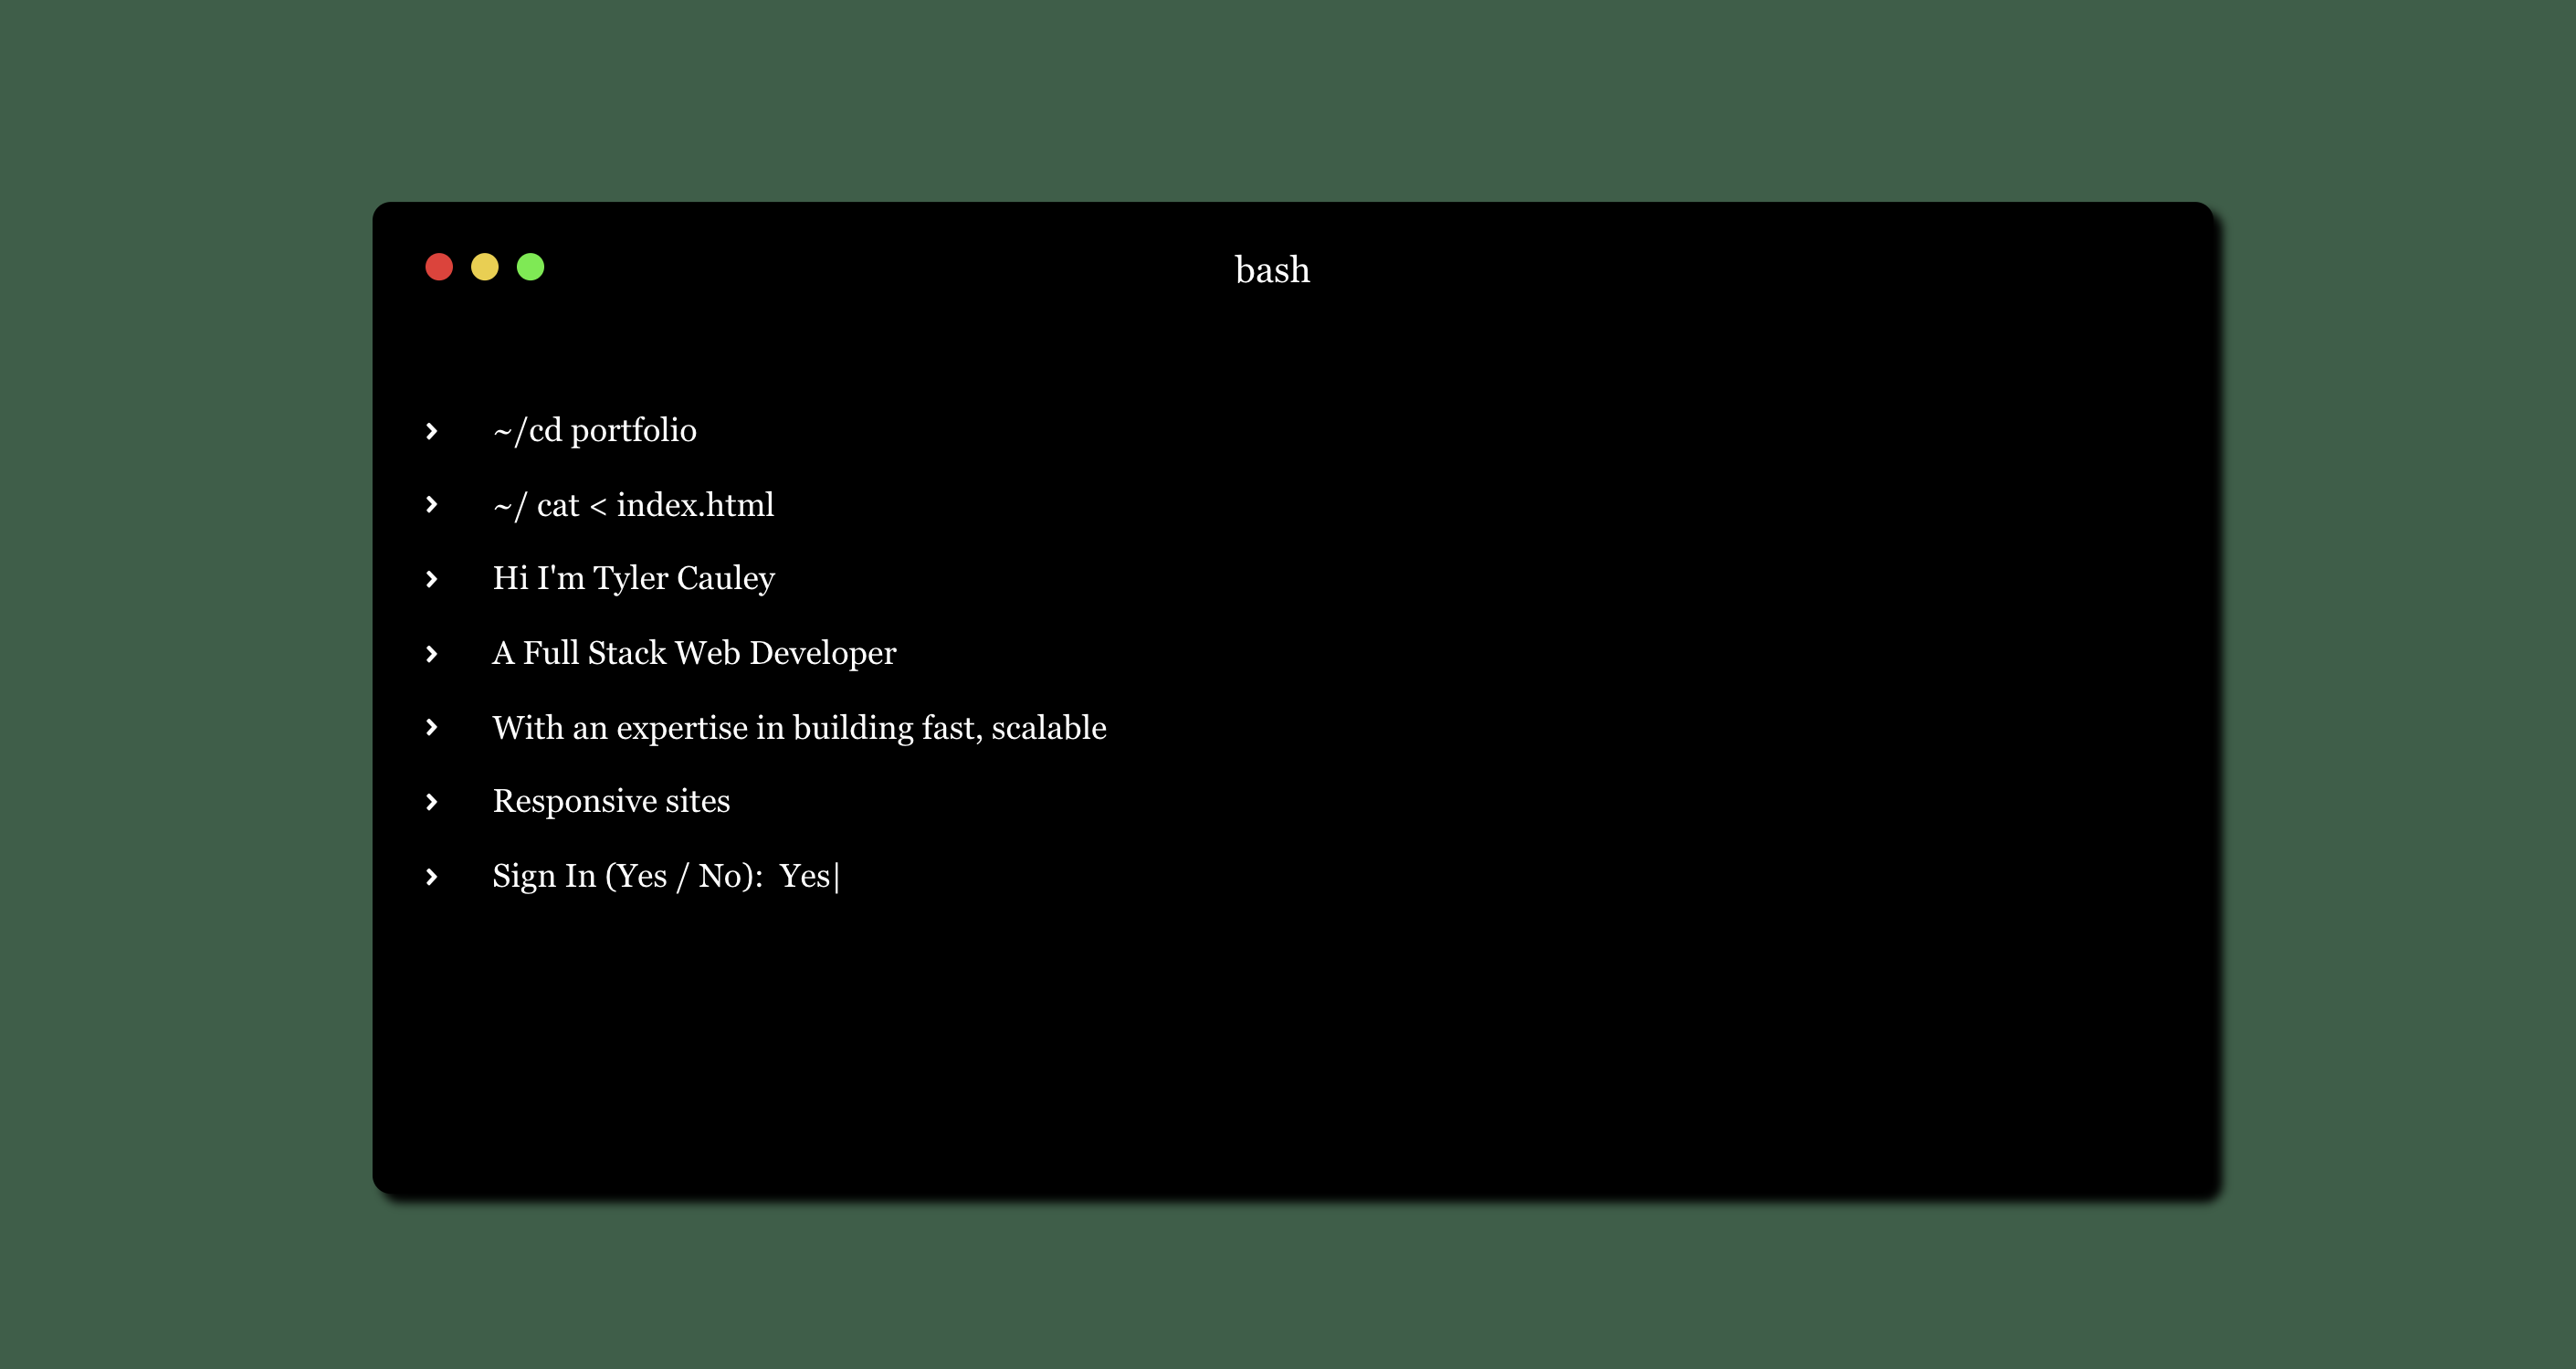 bash
~/cd portfolio
~/ cat < index.html
Hi I'm Tyler Cauley
A Full Stack Web Developer
With an expertise in building fast, scalable
Responsive sites
Sign In (Yes / No):  Yes|